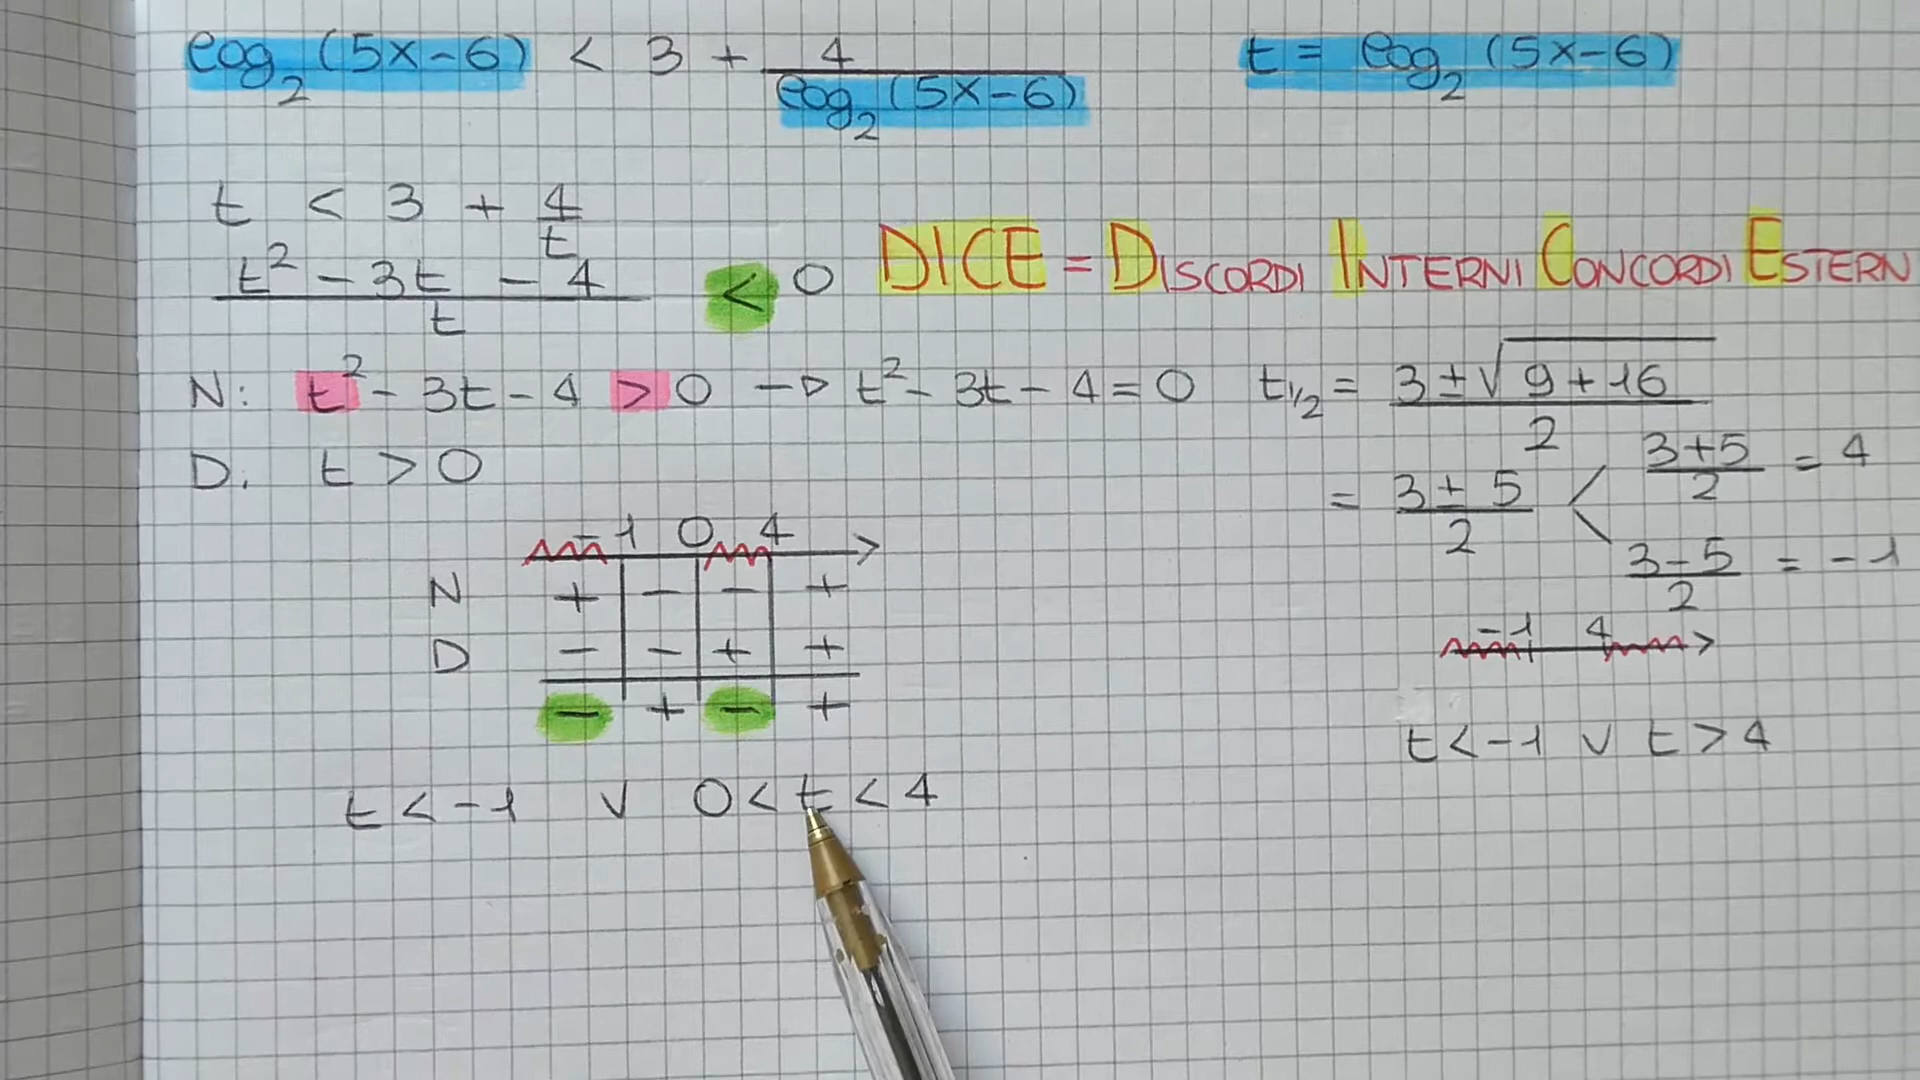 log₂ (5x-6) < 3 + 4/log₂ (5x-6)
t = log₂ (5x-6)
t < 3 + 4/t
(t² - 3t - 4)/t < 0
DICE = DISCORDI INTERNI CONCORDI ESTERN
N: t² - 3t - 4 > 0 → t² - 3t - 4 = 0
t₁/₂ = (3 ± √(9 + 16))/2
D. t > 0
= (3 ± 5)/2 < (3+5)/2 = 4
(3-5)/2 = -1
-1 0 4
N + - - +
D - - + +
- + - +
-1 4
t < -1 ∨ t > 4
t < -1 ∨ 0 < t < 4